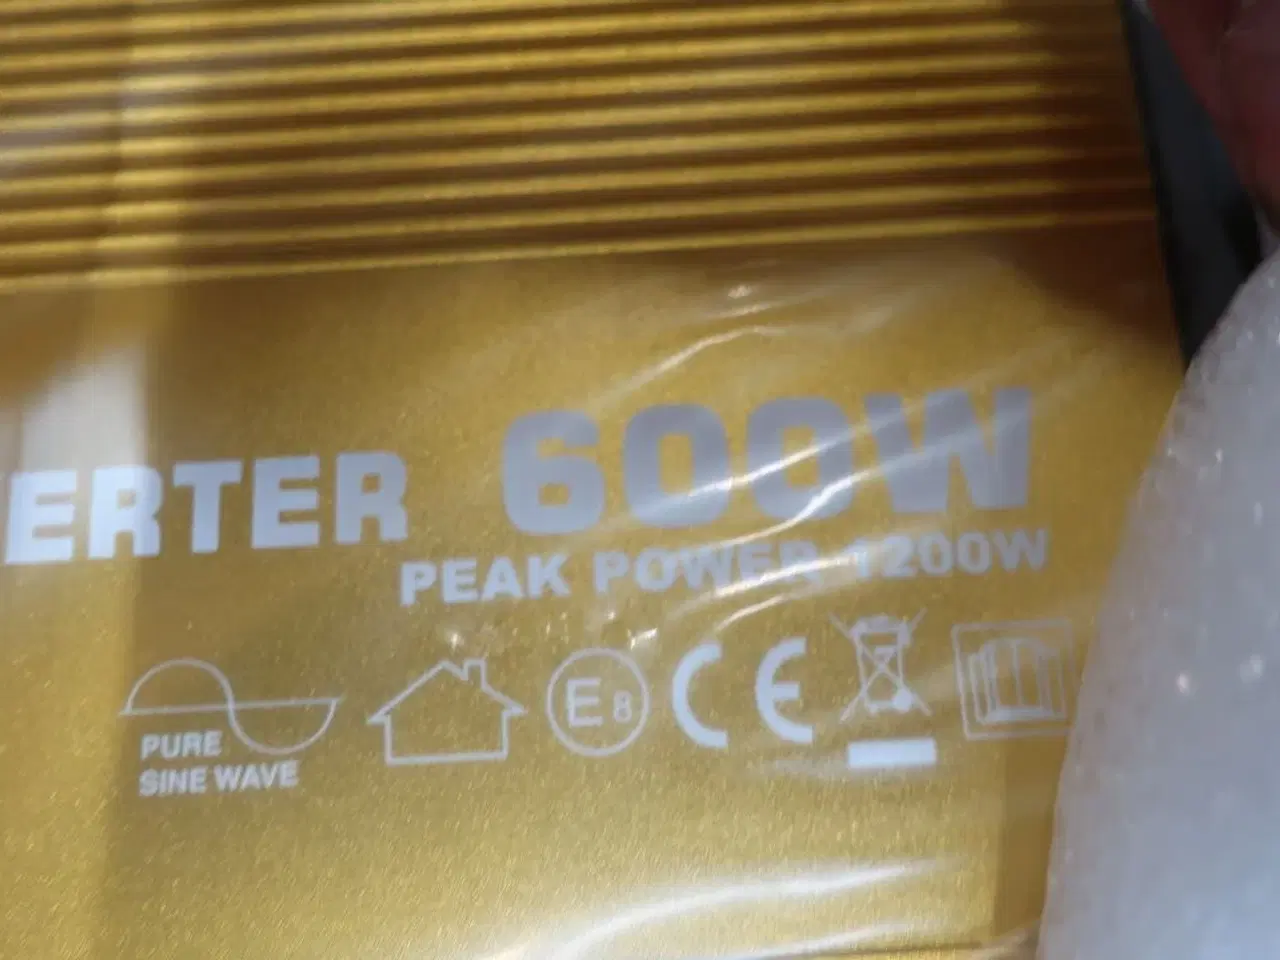 ERTER 600W
PEAK POWER 1200W
E8 CE
PURE
SINE WAVE